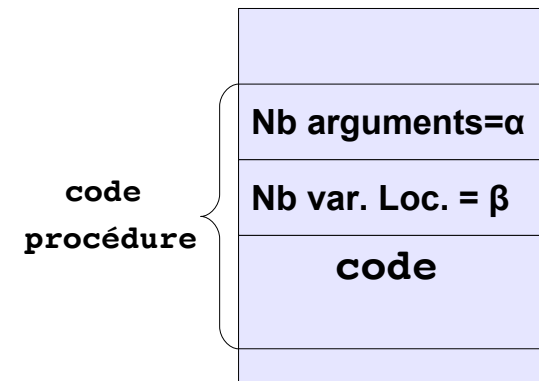 Nb arguments=α
Nb var. Loc. = β
code
procédure
code